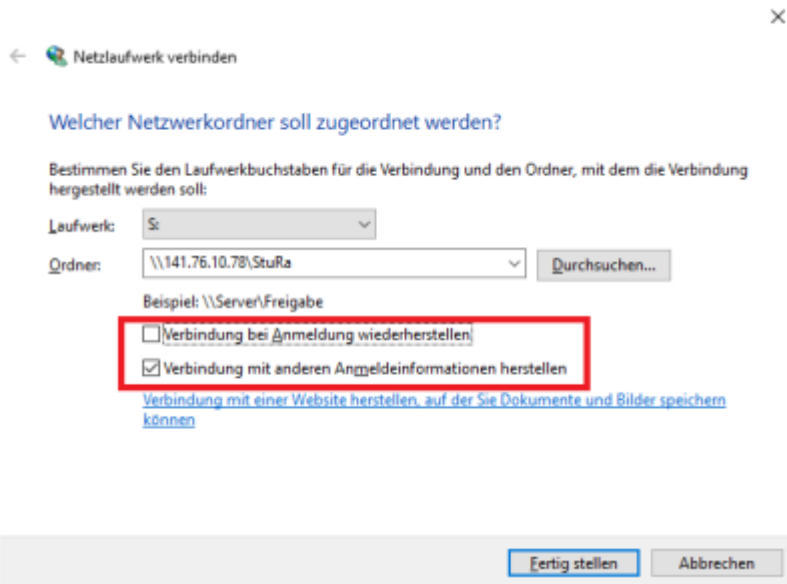 Netzlaufwerk verbinden
Welcher Netzwerkordner soll zugeordnet werden?
Bestimmen Sie den Laufwerkbuchstaben für die Verbindung und den Ordner, mit dem die Verbindung
hergestellt werden soll:
Laufwerk: S:
Ordner: \\141.76.10.78\StuRa Durchsuchen...
Beispiel: \\Server\Freigabe
Verbindung bei Anmeldung wiederherstellen
Verbindung mit anderen Anmeldeinformationen herstellen
Verbindung mit einer Website herstellen, auf der Sie Dokumente und Bilder speichern
können
Fertig stellen Abbrechen